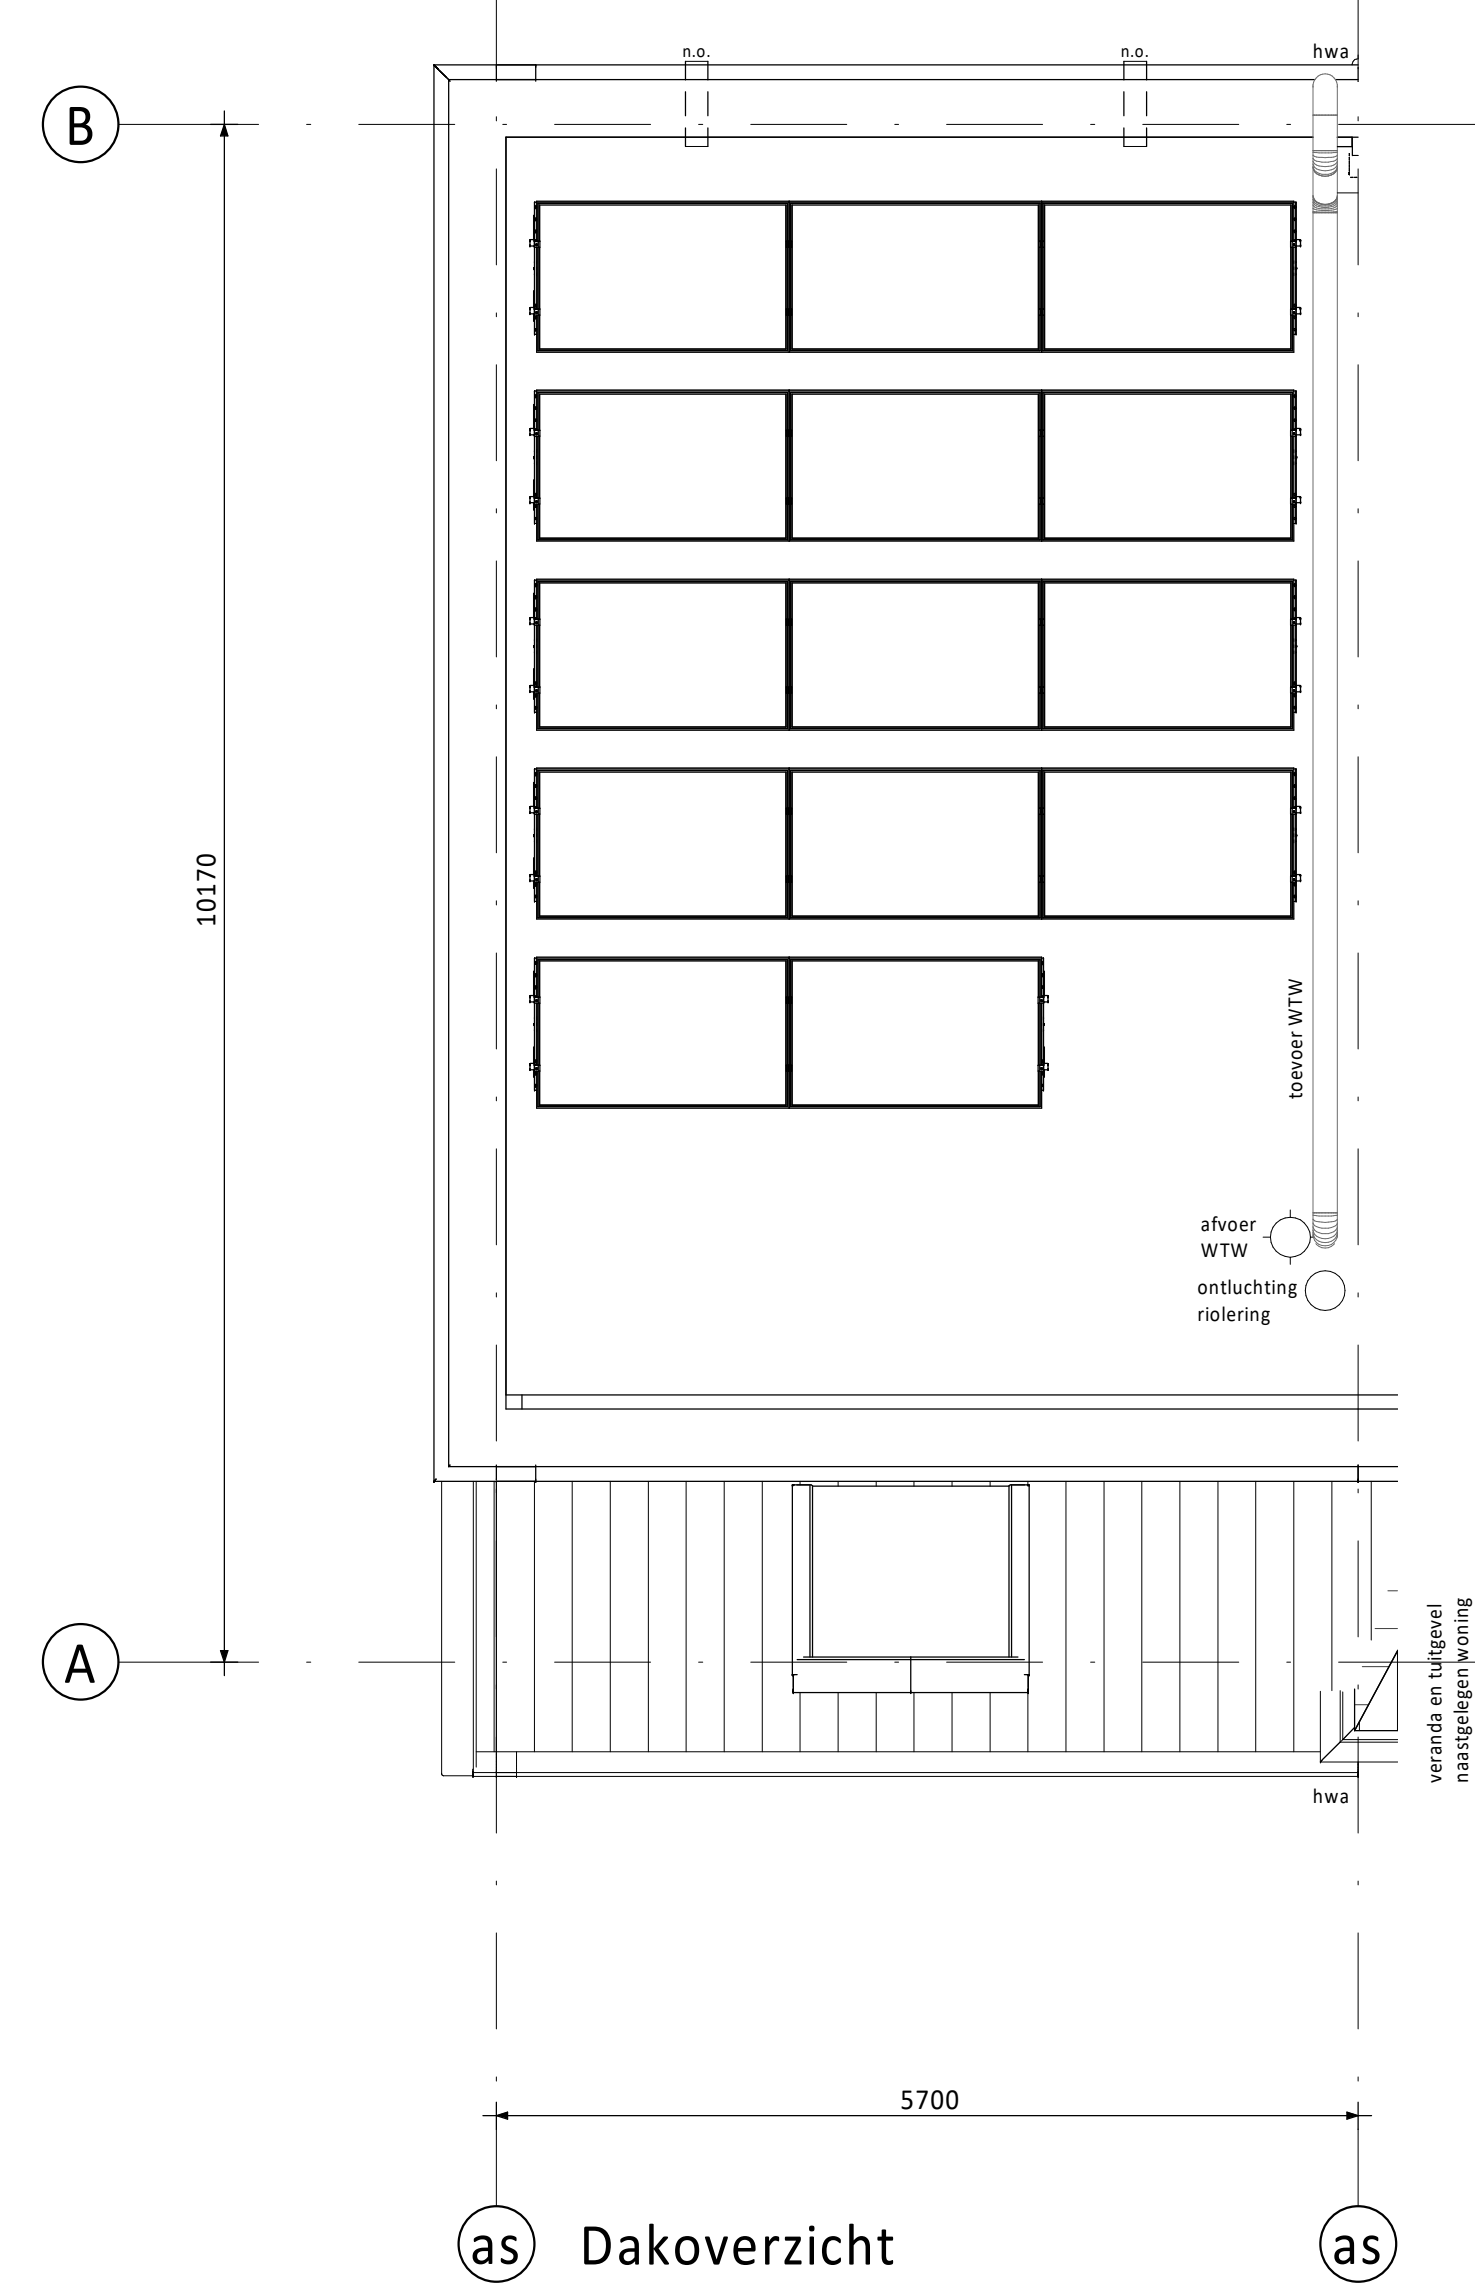 n.o.
n.o.
hwa
B
10170
toevoer WTW
afvoer
WTW
ontluchting
riolering
A
veranda en tuitgevel
naastgelegen woning
hwa
5700
as
Dakoverzicht
as